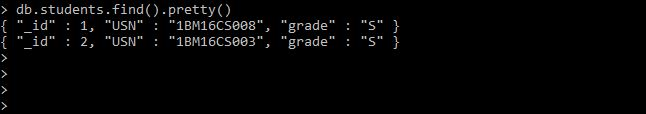 > db.students.find().pretty()
{ "_id" : 1, "USN" : "1BM16CS008", "grade" : "S" }
{ "_id" : 2, "USN" : "1BM16CS003", "grade" : "S" }
>
>
>
>